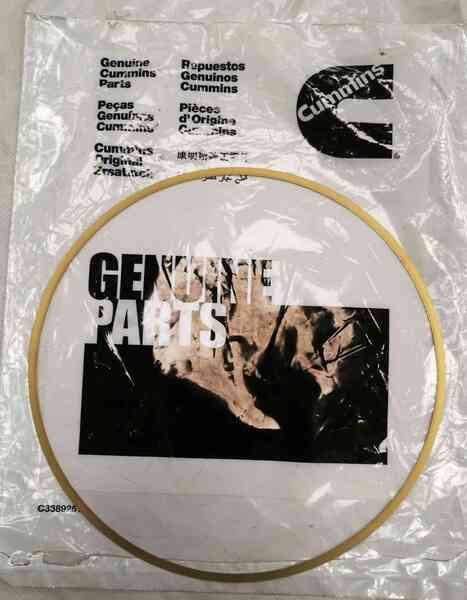 Genuine
Cummins
Parts
Repuestos
Genuinos
Cummins
Peças
Genuínas
Cummins
Pièces
d'Origine
Cummins
Cummins
Original
Cummins
GENUINE
PARTS